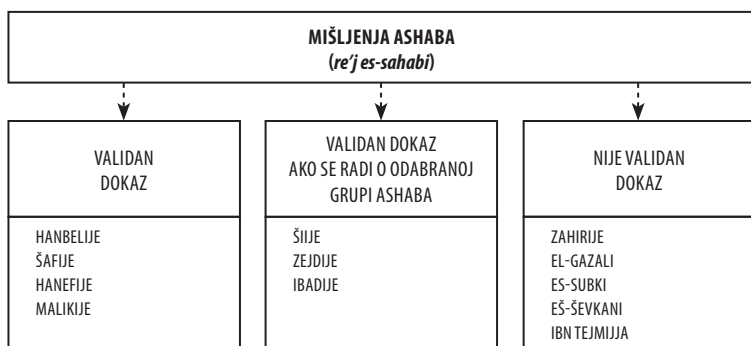 MIŠLJENJA ASHABA
(re’j es-sahabi)
VALIDAN
DOKAZ
HANBELIJE
ŠAFIJE
HANEFIJE
MALIKIJE
VALIDAN DOKAZ
AKO SE RADI O ODABRANOJ
GRUPI ASHABA
ŠIIJE
ZEJDIJE
IBADIJE
NIJE VALIDAN
DOKAZ
ZAHIRIJE
EL-GAZALI
ES-SUBKI
EŠ-ŠEVKANI
IBN TEJMIJJA